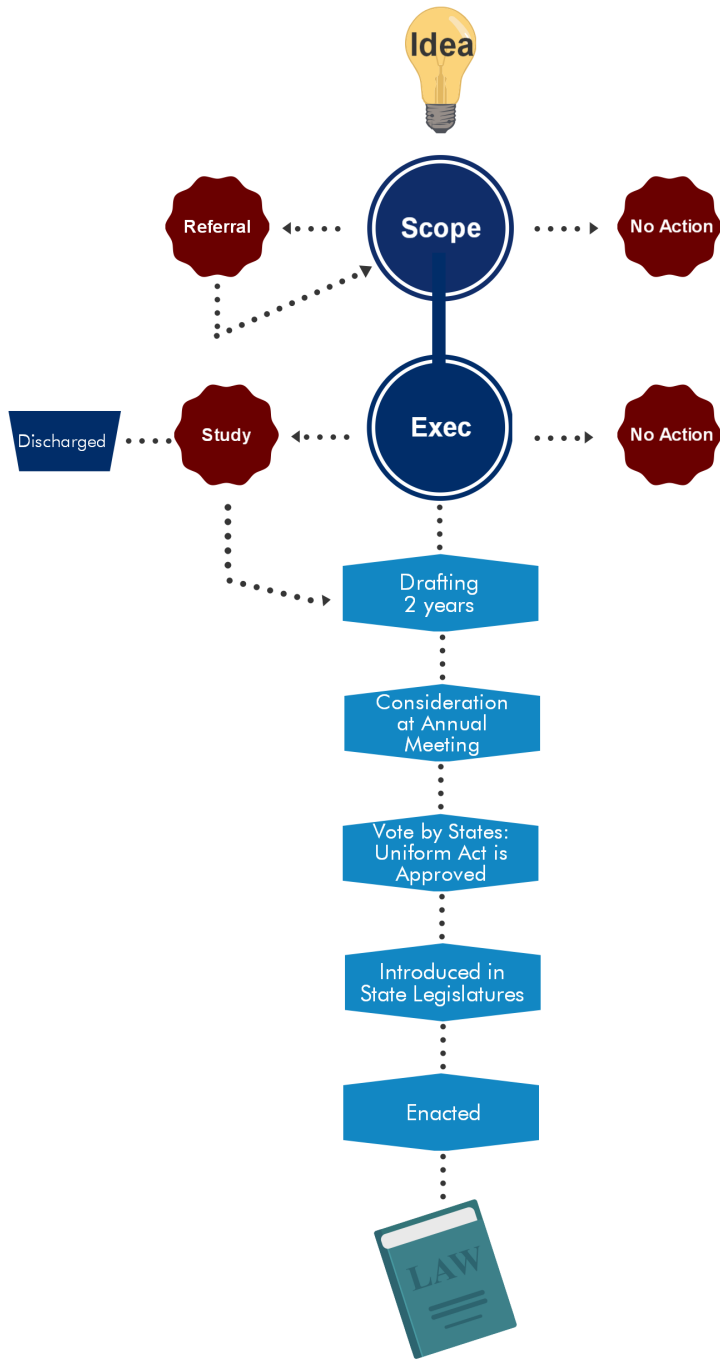 Idea
Referral
Scope
No Action
Discharged
Study
Exec
No Action
Drafting
2 years
Consideration
at Annual
Meeting
Vote by States:
Uniform Act is
Approved
Introduced in
State Legislatures
Enacted
LAW